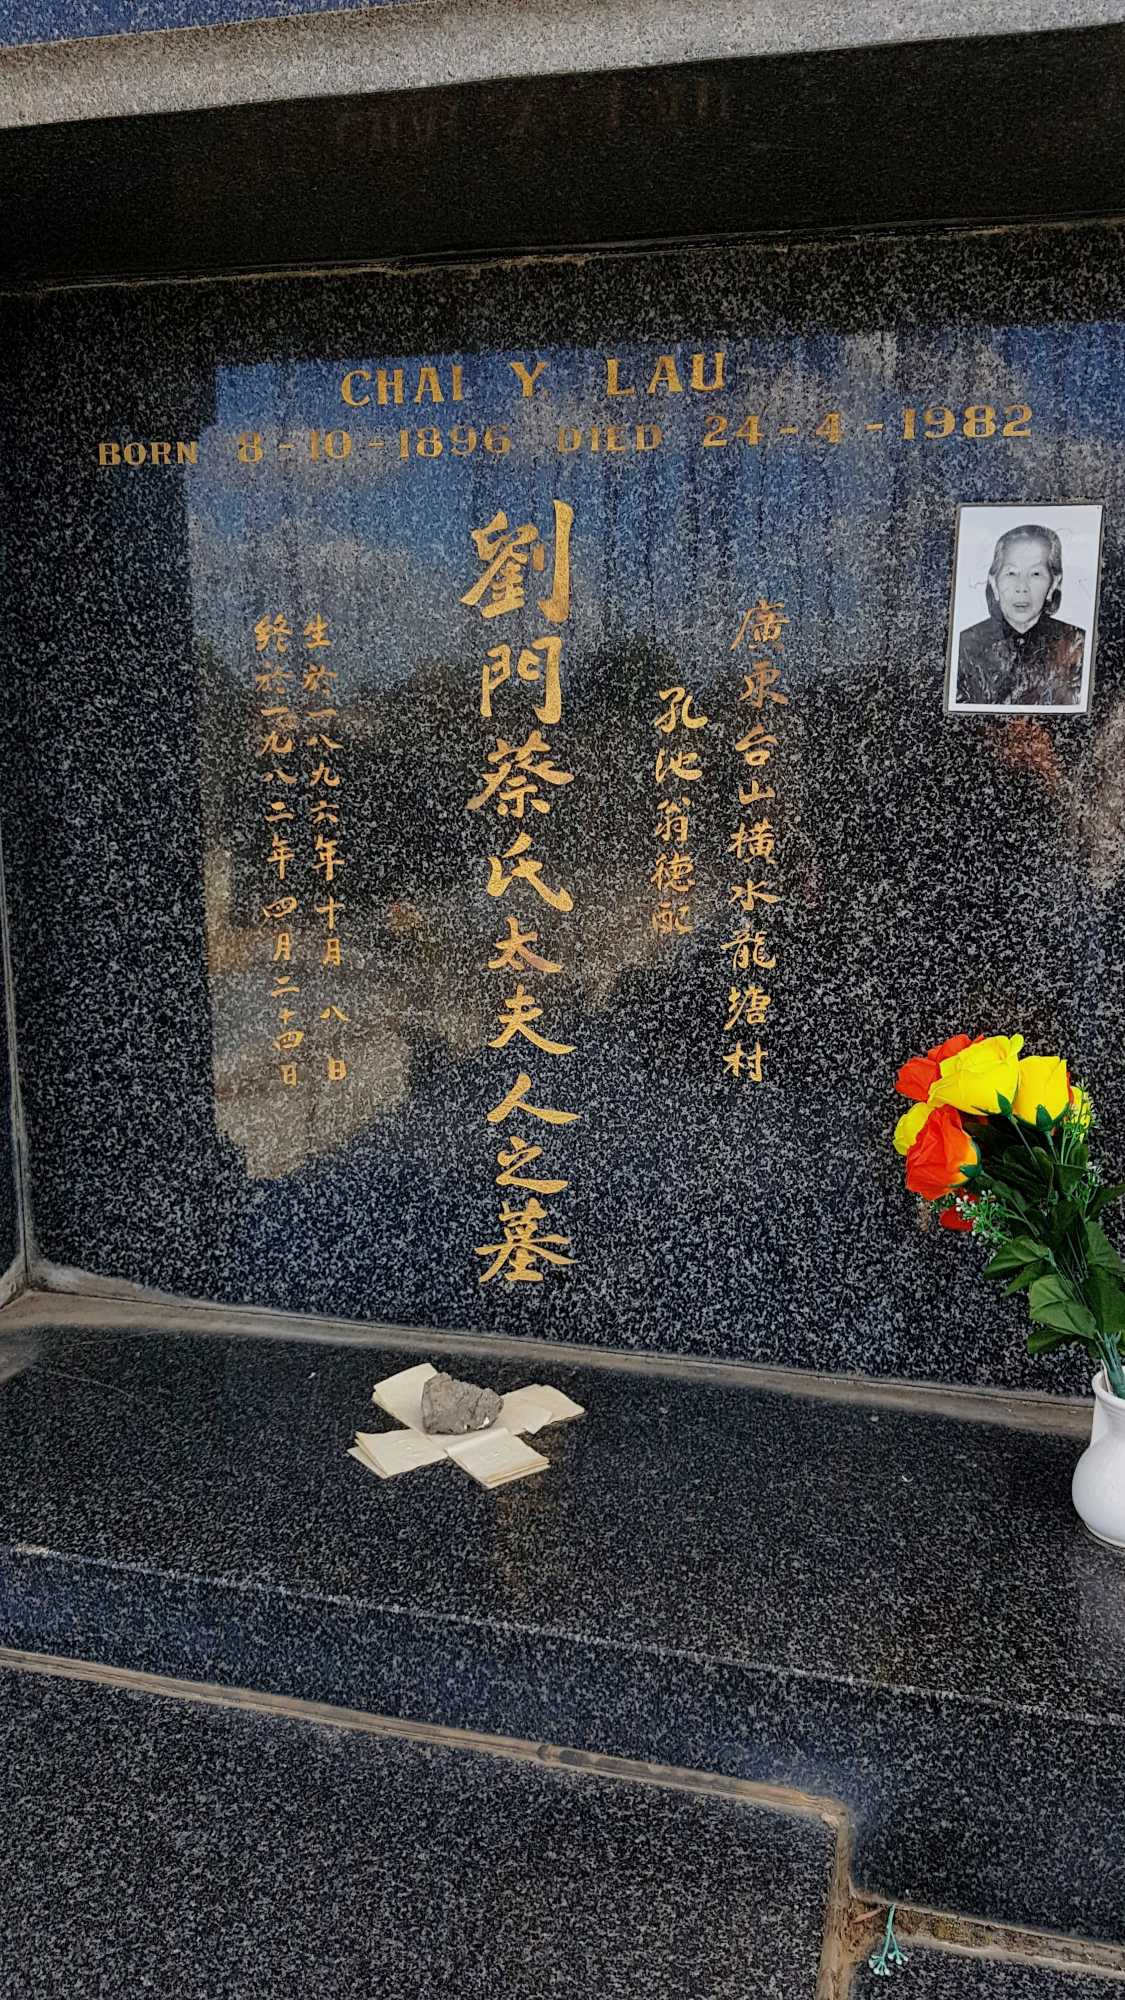 CHAI Y. LAU
BORN 8-10-1896 DIED 24-4-1982
廣東台山橫水龍塘村
孔池翁德配
劉門蔡氏太夫人之墓
生於一八九六年十月八日
終於一九八二年四月二十四日